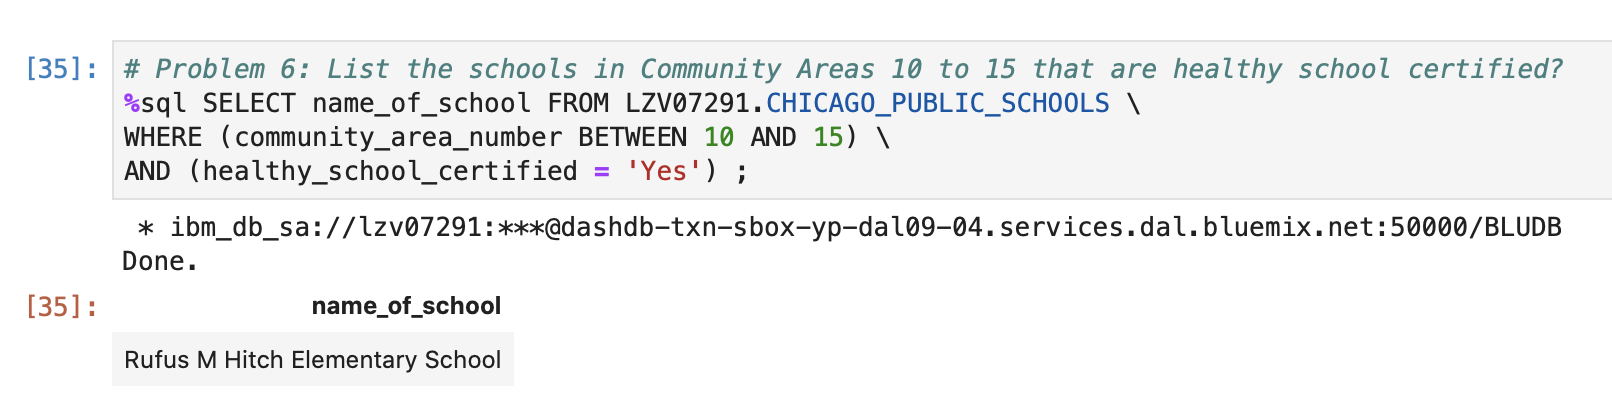 [35]: # Problem 6: List the schools in Community Areas 10 to 15 that are healthy school certified?
%sql SELECT name_of_school FROM LZV07291.CHICAGO_PUBLIC_SCHOOLS \
WHERE (community_area_number BETWEEN 10 AND 15) \
AND (healthy_school_certified = 'Yes') ;
* ibm_db_sa://lzv07291:***@dashdb-txn-sbox-yp-dal09-04.services.dal.bluemix.net:50000/BLUDB
Done.
[35]: name_of_school
Rufus M Hitch Elementary School